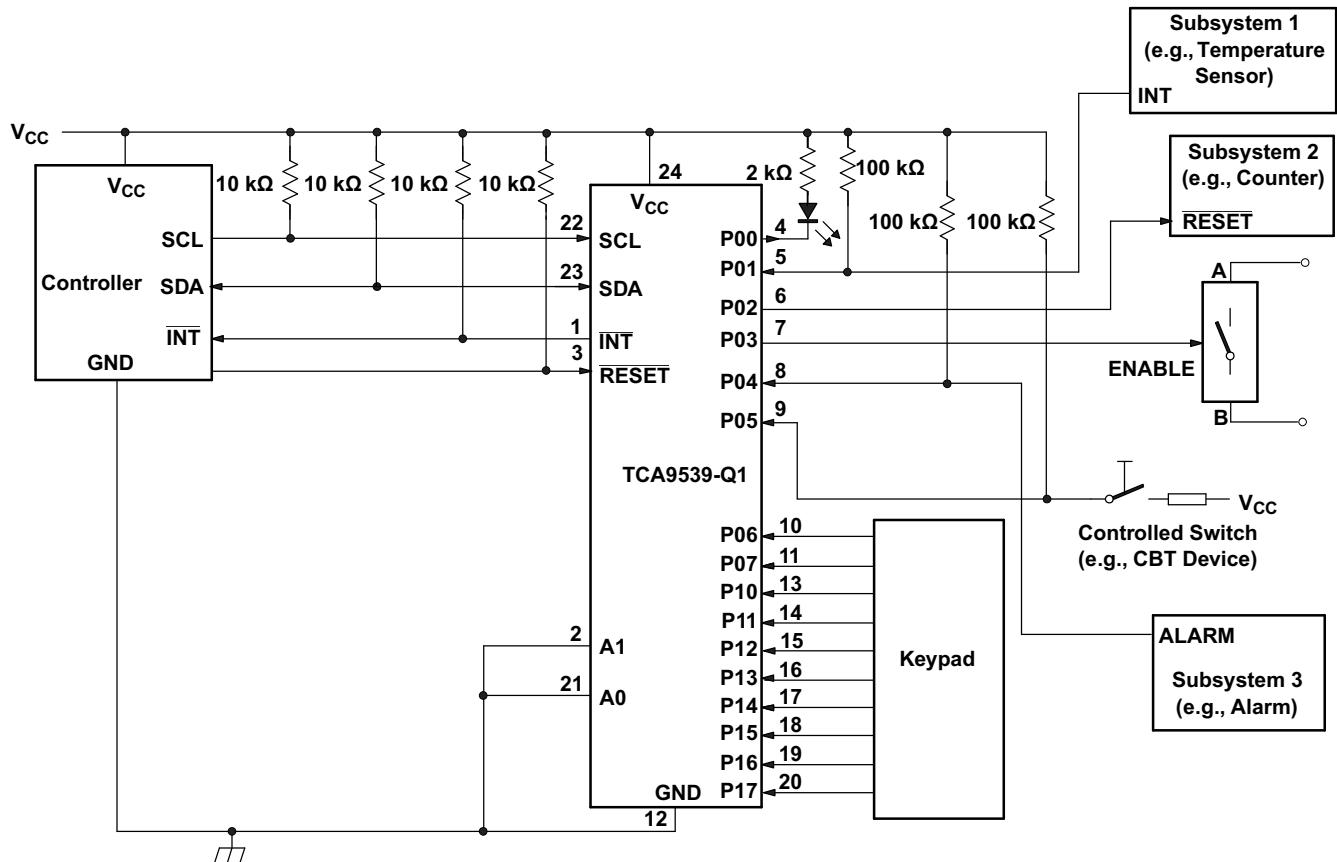 Subsystem 1
(e.g., Temperature
Sensor)
INT
VCC
VCC
10 kΩ
10 kΩ
10 kΩ
10 kΩ
24
VCC
2 kΩ
100 kΩ
100 kΩ
100 kΩ
Subsystem 2
(e.g., Counter)
RESET
Controller
SCL
SDA
INT
GND
22
SCL
23
SDA
1
INT
3
RESET
P00
4
P01
5
P02
6
P03
7
P04
8
P05
9
A
ENABLE
B
TCA9539-Q1
VCC
Controlled Switch
(e.g., CBT Device)
P06
10
P07
11
P10
13
P11
14
P12
15
P13
16
P14
17
P15
18
P16
19
P17
20
Keypad
ALARM
Subsystem 3
(e.g., Alarm)
2
A1
21
A0
GND
12